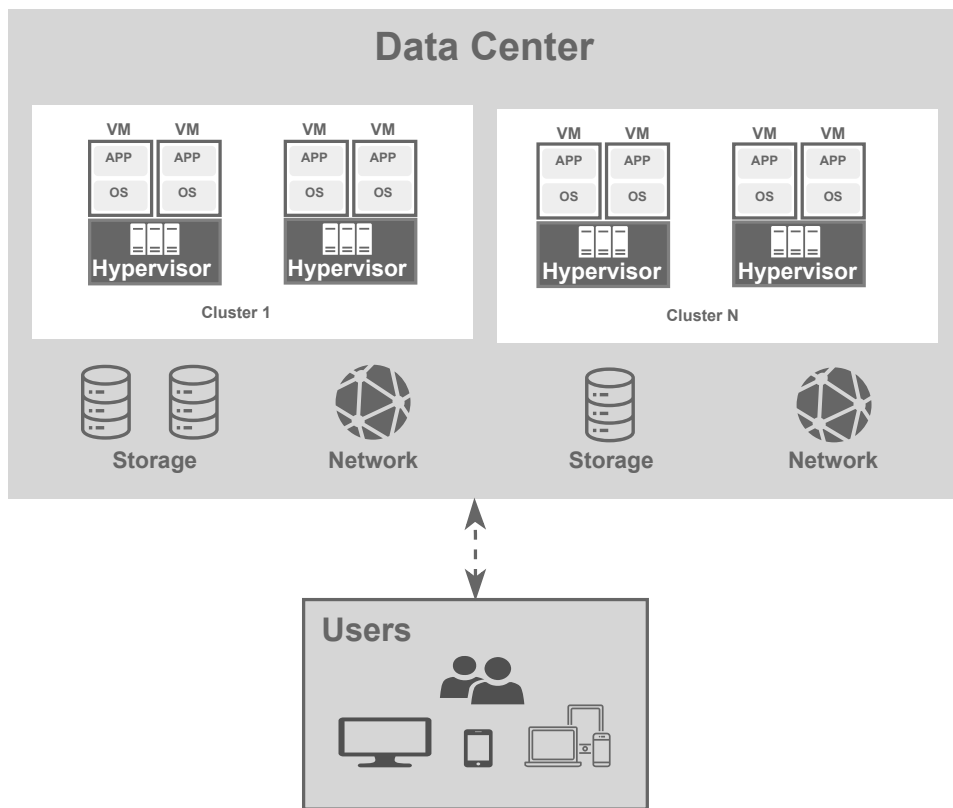 Data Center
VM VM VM VM
APP APP APP APP
OS OS OS OS
Hypervisor Hypervisor
Cluster 1
VM VM VM VM
APP APP APP APP
OS OS OS OS
Hypervisor Hypervisor
Cluster N
Storage Network Storage Network
Users